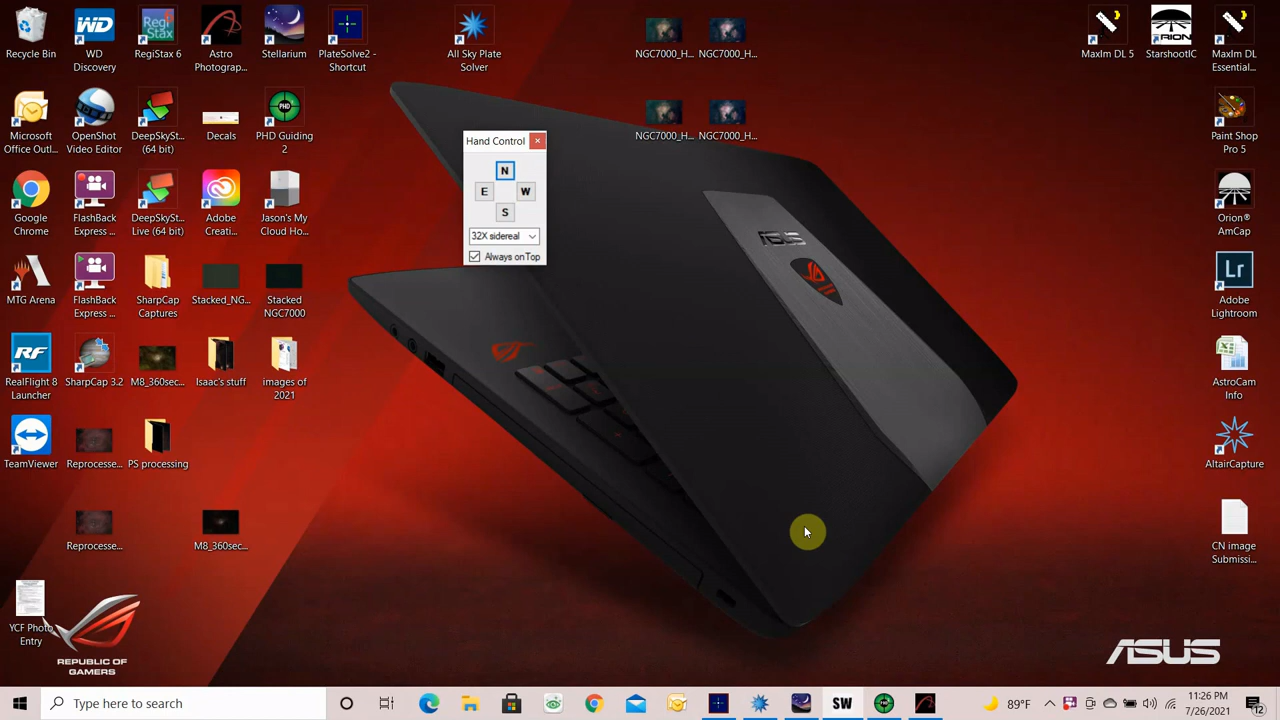 Recycle Bin
WD
Discovery
RegiStax 6
Astro
Photograp...
Stellarium
PlateSolve2 -
Shortcut
All Sky Plate
Solver
NGC7000_H...
NGC7000_H...
MaxIm DL 5
StarshootIC
MaxIm DL
Essential...
Microsoft
Office Outl...
OpenShot
Video Editor
DeepSkySt...
(64 bit)
Decals
PHD Guiding
2
NGC7000_H...
NGC7000_H...
Paint Shop
Pro 5
Hand Control
N
E
W
S
32X sidereal
Always on Top
Google
Chrome
FlashBack
Express ...
DeepSkySt...
Live (64 bit)
Adobe
Creati...
Jason's My
Cloud Ho...
Orion®
AmCap
MTG Arena
FlashBack
Express ...
SharpCap
Captures
Stacked_NG...
Stacked
NGC7000
Adobe
Lightroom
RealFlight 8
Launcher
SharpCap 3.2
M8_360sec...
Isaac's stuff
images of
2021
AstroCam
Info
TeamViewer
Reprocesse...
PS processing
AltairCapture
Reprocesse...
M8_360sec...
CN image
Submissi...
YCF Photo
Entry
REPUBLIC OF
GAMERS
ASUS
Type here to search
SW
89°F
11:26 PM
7/26/2021
12